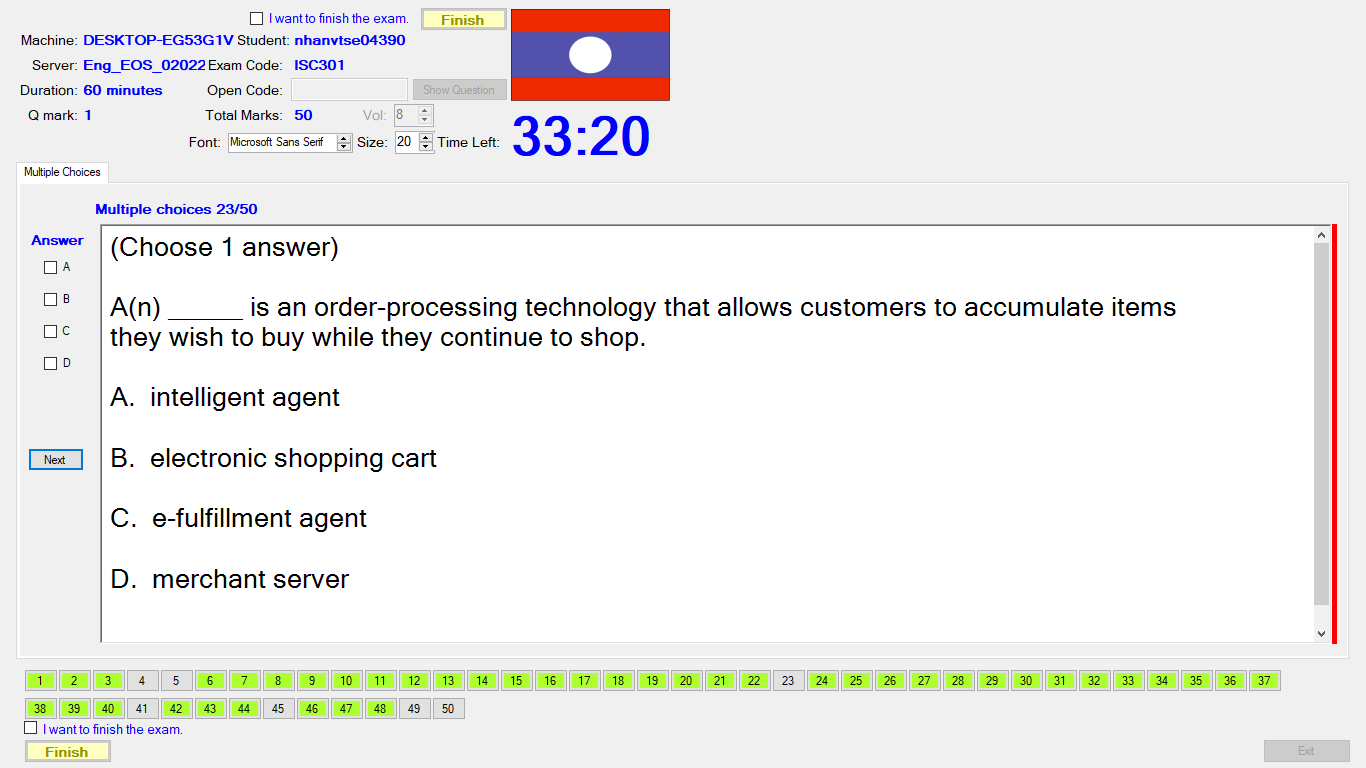 I want to finish the exam. Finish
Machine: DESKTOP-EG53G1V Student: nhanvtse04390
Server: Eng_EOS_02022 Exam Code: ISC301
Duration: 60 minutes Open Code: Show Question
Q mark: 1 Total Marks: 50 Vol: 8
Font: Microsoft Sans Serif Size: 20 Time Left: 33:20
Multiple Choices
Multiple choices 23/50
Answer
A
B
C
D
Next
(Choose 1 answer)
A(n) _____ is an order-processing technology that allows customers to accumulate items
they wish to buy while they continue to shop.
A. intelligent agent
B. electronic shopping cart
C. e-fulfillment agent
D. merchant server
1 2 3 4 5 6 7 8 9 10 11 12 13 14 15 16 17 18 19 20 21 22 23 24 25 26 27 28 29 30 31 32 33 34 35 36 37
38 39 40 41 42 43 44 45 46 47 48 49 50
I want to finish the exam.
Finish Exit